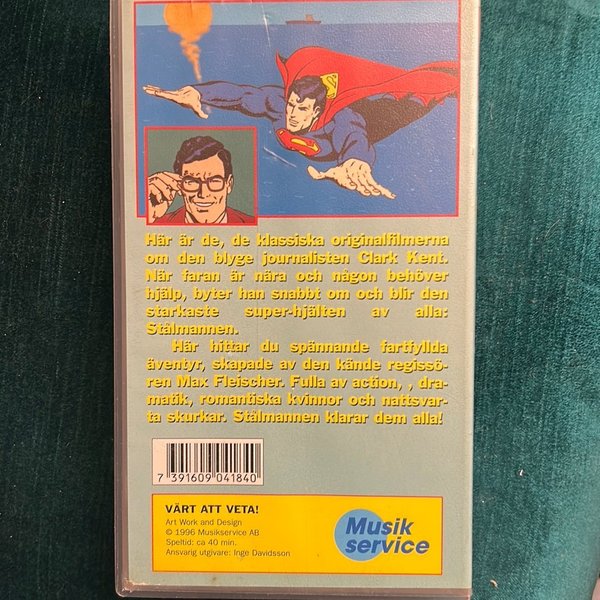 Här är de, de klassiska originalfilmerna
om den blyge journalisten Clark Kent.
När faran är nära och någon behöver
hjälp, byter han snabbt om och blir den
starkaste super-hjälten av alla:
Stålmannen.
Här hittar du spännande fartfyllda
äventyr, skapade av den kände regissö-
ren Max Fleischer. Fulla av action, , dra-
matik, romantiska kvinnor och nattsvar-
ta skurkar. Stålmannen klarar dem alla!
7 391609 041840
VÄRT ATT VETA!
Art Work and Design
© 1996 Musikservice AB
Speltid: ca 40 min.
Ansvarig utgivare: Inge Davidsson
Musik
service